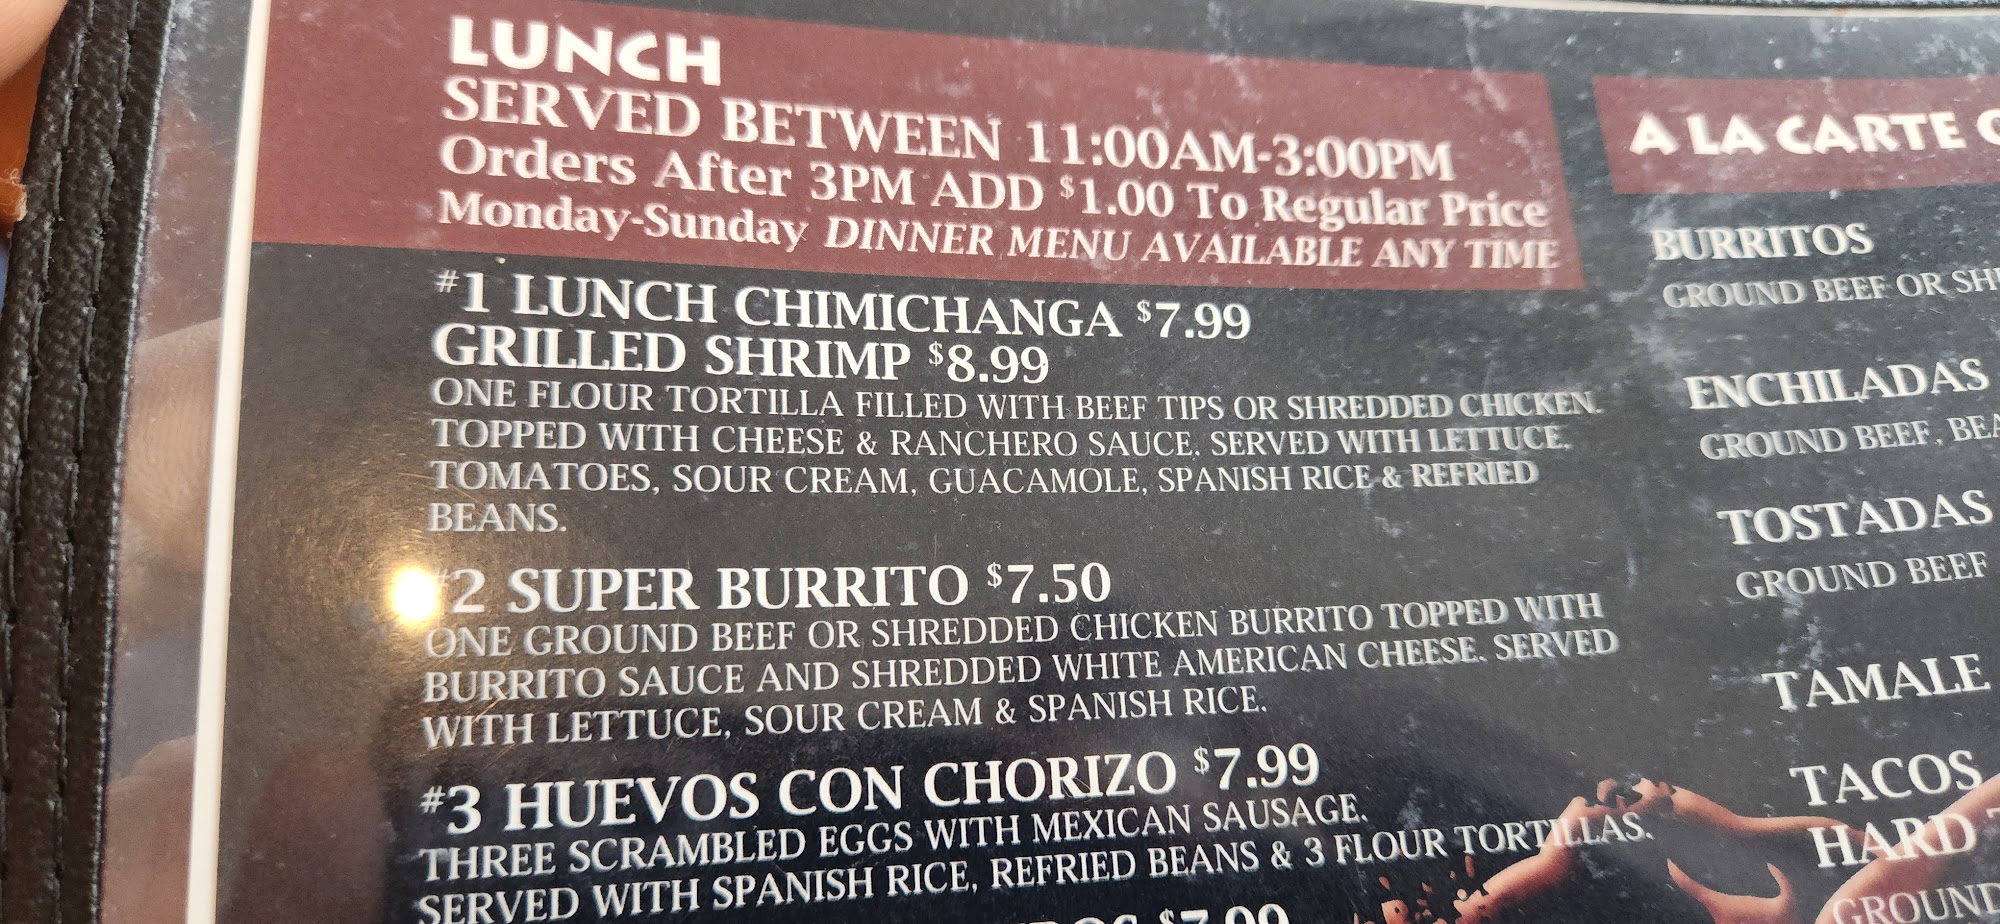 LUNCH
SERVED BETWEEN 11:00AM-3:00PM
Orders After 3PM ADD $1.00 To Regular Price
Monday-Sunday DINNER MENU AVAILABLE ANY TIME
#1 LUNCH CHIMICHANGA $7.99
GRILLED SHRIMP $8.99
ONE FLOUR TORTILLA FILLED WITH BEEF TIPS OR SHREDDED CHICKEN.
TOPPED WITH CHEESE & RANCHERO SAUCE. SERVED WITH LETTUCE,
TOMATOES, SOUR CREAM, GUACAMOLE, SPANISH RICE & REFRIED
BEANS.
#2 SUPER BURRITO $7.50
ONE GROUND BEEF OR SHREDDED CHICKEN BURRITO TOPPED WITH
BURRITO SAUCE AND SHREDDED WHITE AMERICAN CHEESE. SERVED
WITH LETTUCE, SOUR CREAM & SPANISH RICE.
#3 HUEVOS CON CHORIZO $7.99
THREE SCRAMBLED EGGS WITH MEXICAN SAUSAGE.
SERVED WITH SPANISH RICE, REFRIED BEANS & 3 FLOUR TORTILLAS.
$7.99
A LA CARTE
BURRITOS
GROUND BEEF OR
ENCHILADAS
GROUND BEEF,
TOSTADAS
GROUND BEEF
TAMALE
TACOS
HARD
GROUND